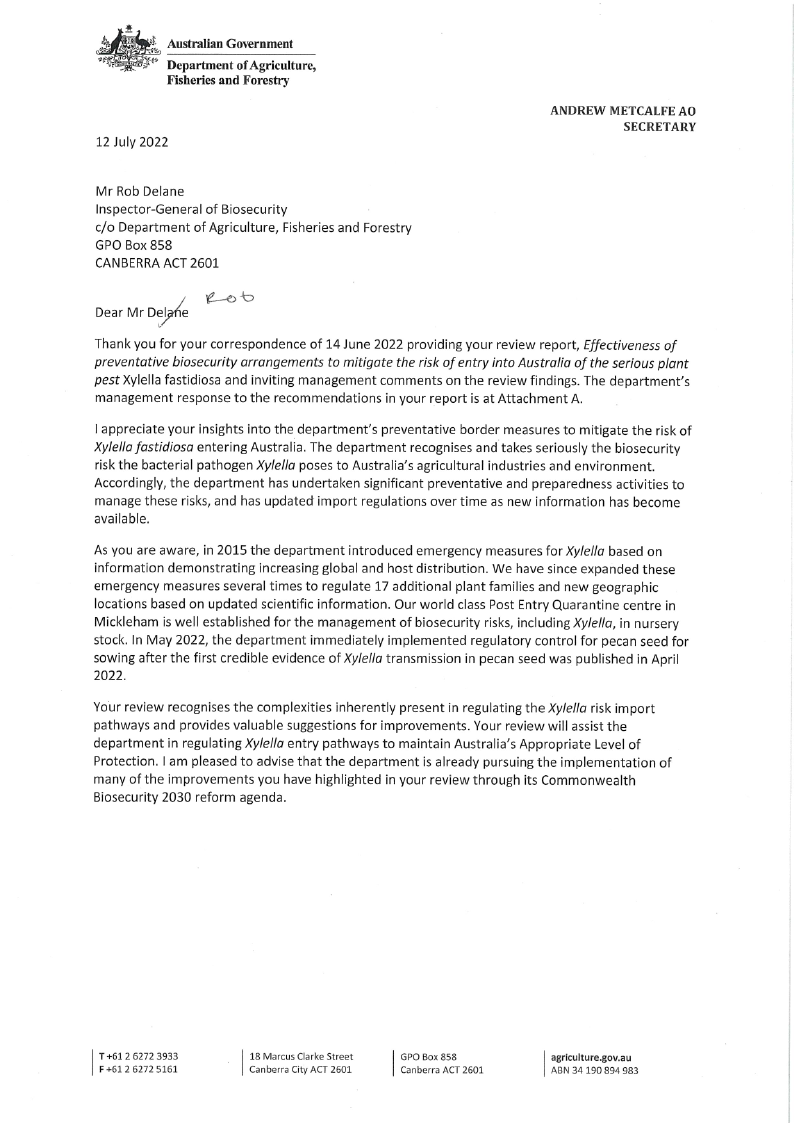 Australian Government
Department of Agriculture,
Fisheries and Forestry
ANDREW METCALFE AO
SECRETARY
12 July 2022
Mr Rob Delane
Inspector-General of Biosecurity
c/o Department of Agriculture, Fisheries and Forestry
GPO Box 858
CANBERRA ACT 2601
Dear Mr Delane Rob
Thank you for your correspondence of 14 June 2022 providing your review report, Effectiveness of
preventative biosecurity arrangements to mitigate the risk of entry into Australia of the serious plant
pest Xylella fastidiosa and inviting management comments on the review findings. The department's
management response to the recommendations in your report is at Attachment A.
I appreciate your insights into the department's preventative border measures to mitigate the risk of
Xylella fastidiosa entering Australia. The department recognises and takes seriously the biosecurity
risk the bacterial pathogen Xylella poses to Australia's agricultural industries and environment.
Accordingly, the department has undertaken significant preventative and preparedness activities to
manage these risks, and has updated import regulations over time as new information has become
available.
As you are aware, in 2015 the department introduced emergency measures for Xylella based on
information demonstrating increasing global and host distribution. We have since expanded these
emergency measures several times to regulate 17 additional plant families and new geographic
locations based on updated scientific information. Our world class Post Entry Quarantine centre in
Mickleham is well established for the management of biosecurity risks, including Xylella, in nursery
stock. In May 2022, the department immediately implemented regulatory control for pecan seed for
sowing after the first credible evidence of Xylella transmission in pecan seed was published in April
2022.
Your review recognises the complexities inherently present in regulating the Xylella risk import
pathways and provides valuable suggestions for improvements. Your review will assist the
department in regulating Xylella entry pathways to maintain Australia's Appropriate Level of
Protection. I am pleased to advise that the department is already pursuing the implementation of
many of the improvements you have highlighted in your review through its Commonwealth
Biosecurity 2030 reform agenda.
T +61 2 6272 3933
F +61 2 6272 5161
18 Marcus Clarke Street
Canberra City ACT 2601
GPO Box 858
Canberra ACT 2601
agriculture.gov.au
ABN 34 190 894 983